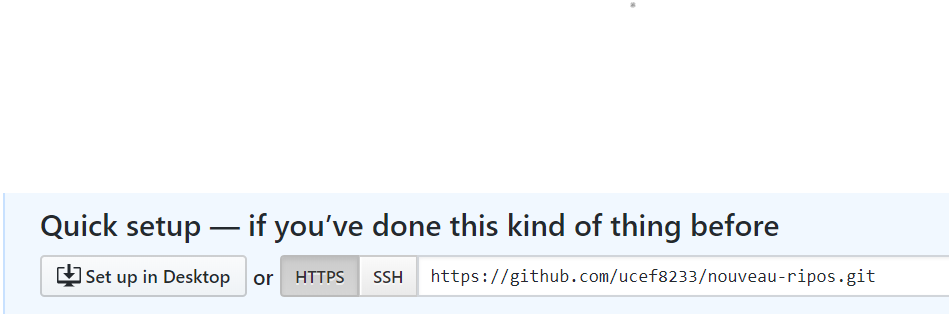 Quick setup — if you’ve done this kind of thing before
Set up in Desktop or HTTPS SSH https://github.com/ucef8233/nouveau-ripos.git